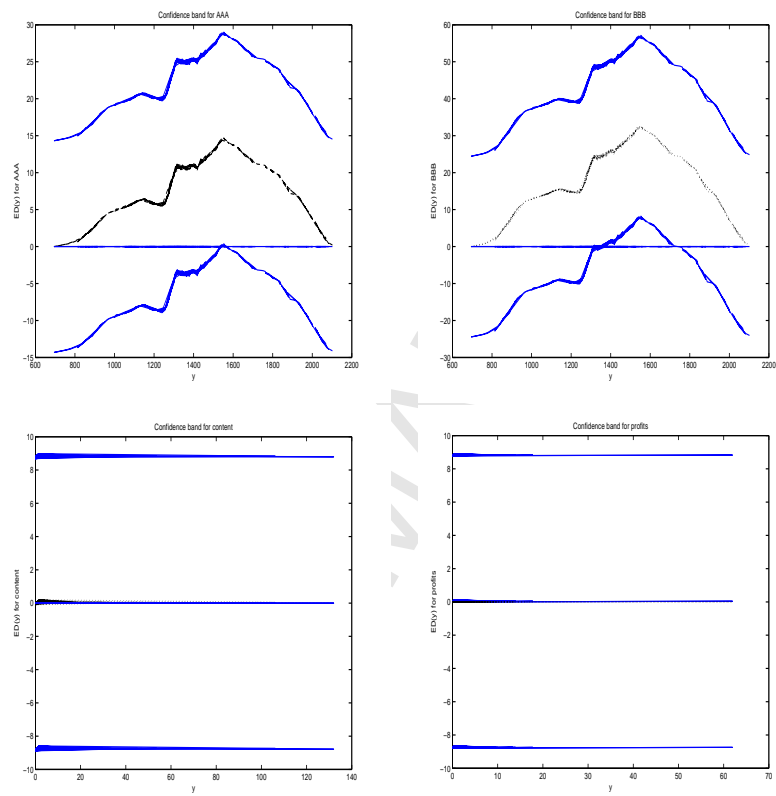 Confidence band for AAA
30
25
20
15
10
5
0
−5
−10
−15
600 800 1000 1200 1400 1600 1800 2000 2200
ED(y) for AAA
y
Confidence band for BBB
60
50
40
30
20
10
0
−10
−20
−30
600 800 1000 1200 1400 1600 1800 2000 2200
ED(y) for BBB
y
Confidence band for content
10
8
6
4
2
0
−2
−4
−6
−8
−10
0 20 40 60 80 100 120 140
ED(y) for content
y
Confidence band for profits
10
8
6
4
2
0
−2
−4
−6
−8
−10
0 10 20 30 40 50 60 70
ED(y) for profits
y